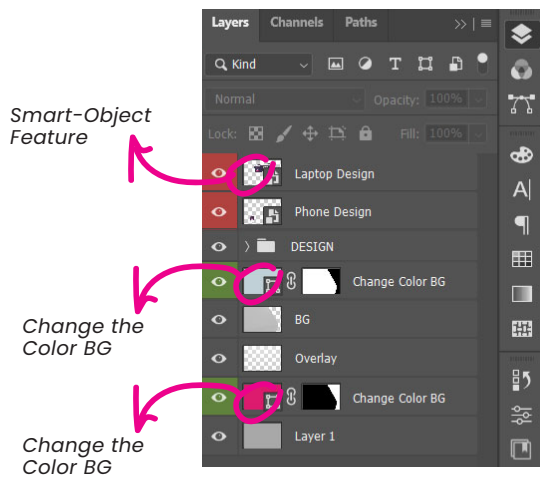 Layers Channels Paths
Kind
Normal Opacity: 100%
Lock: Fill: 100%
Smart-Object
Feature
Laptop Design
Phone Design
DESIGN
Change Color BG
Change the
Color BG
BG
Overlay
Change Color BG
Change the
Color BG
Layer 1